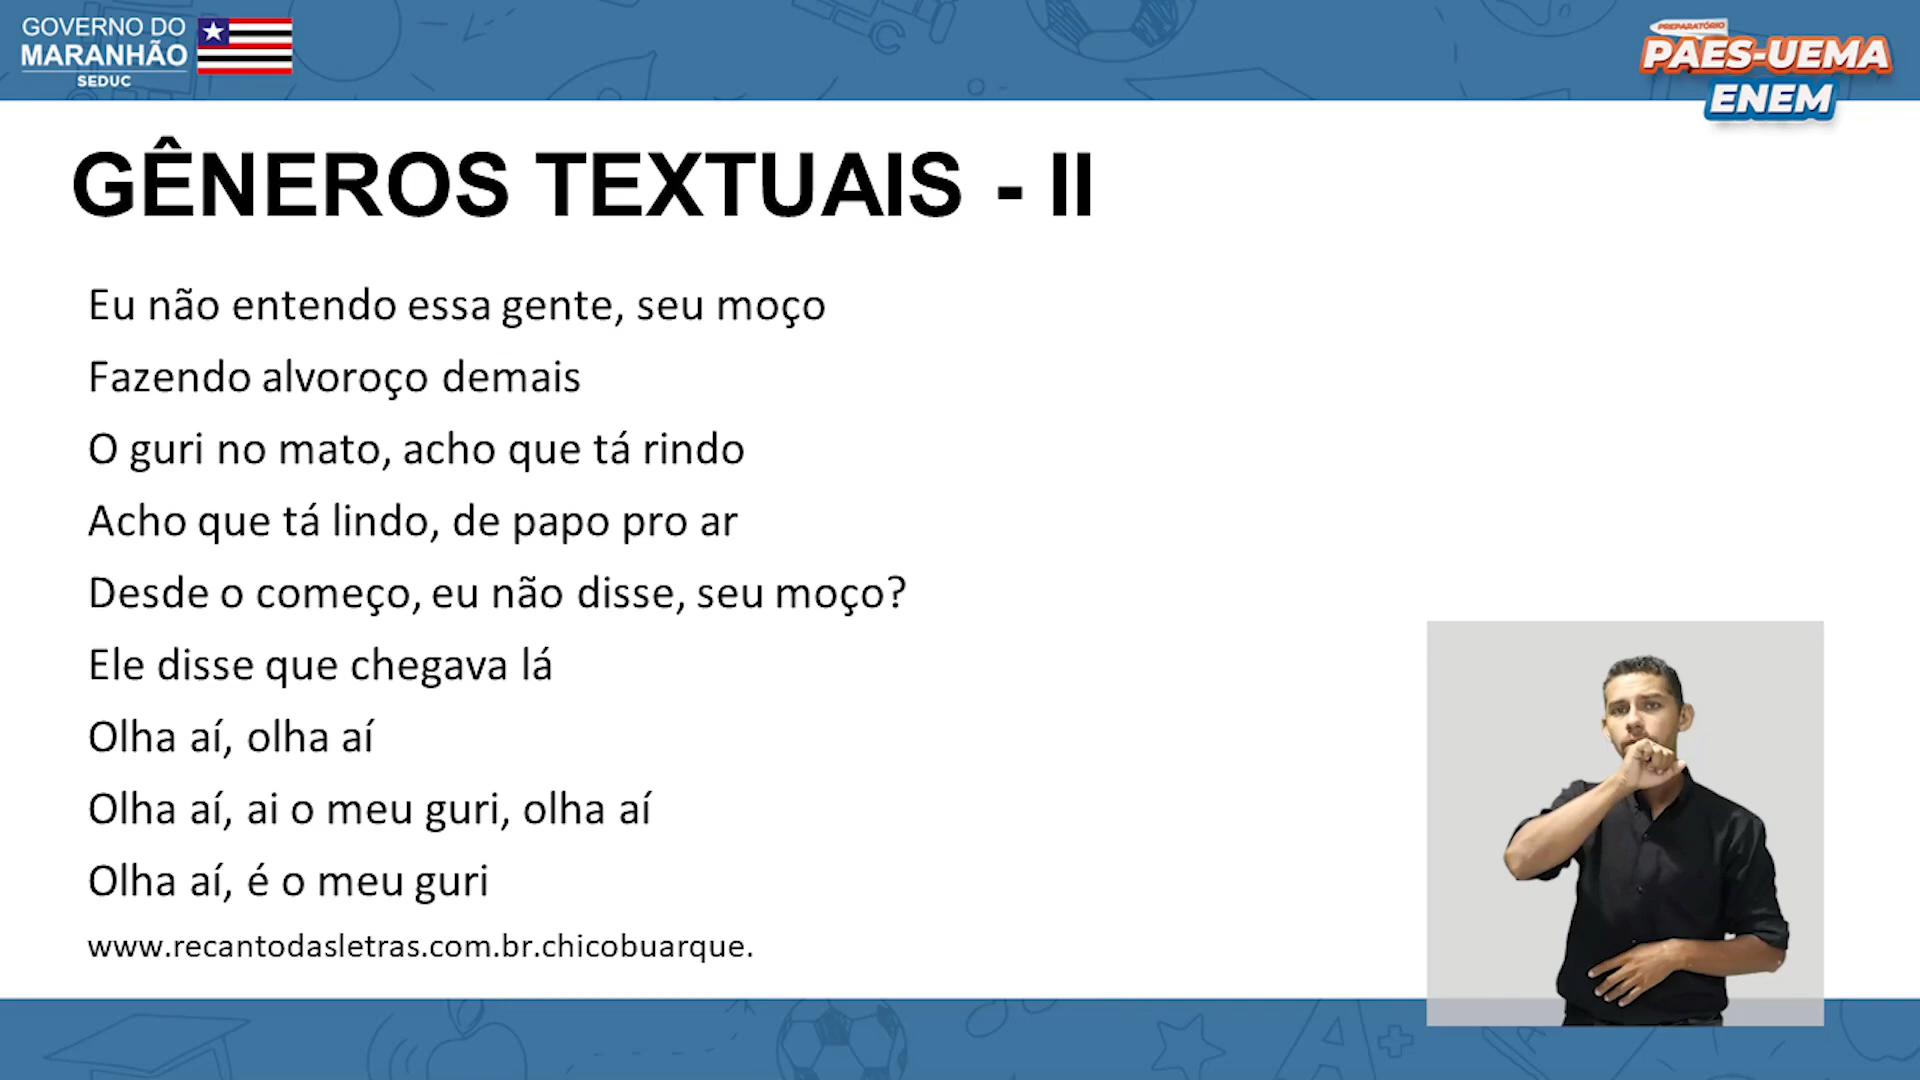 GOVERNO DO
MARANHÃO
SEDUC
PREPARATÓRIO
PAES-UEMA
ENEM
GÊNEROS TEXTUAIS - II
Eu não entendo essa gente, seu moço
Fazendo alvoroço demais
O guri no mato, acho que tá rindo
Acho que tá lindo, de papo pro ar
Desde o começo, eu não disse, seu moço?
Ele disse que chegava lá
Olha aí, olha aí
Olha aí, ai o meu guri, olha aí
Olha aí, é o meu guri
www.recantodasletras.com.br.chicobuarque.